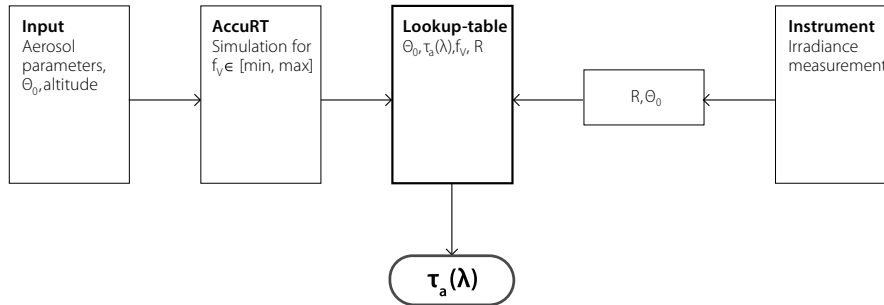 Input
Aerosol
parameters,
Θ₀,altitude
AccuRT
Simulation for
fᵥϵ [min, max]
Lookup-table
Θ₀,τₐ(λ),fᵥ, R
R,Θ₀
Instrument
Irradiance
measurement
τₐ(λ)